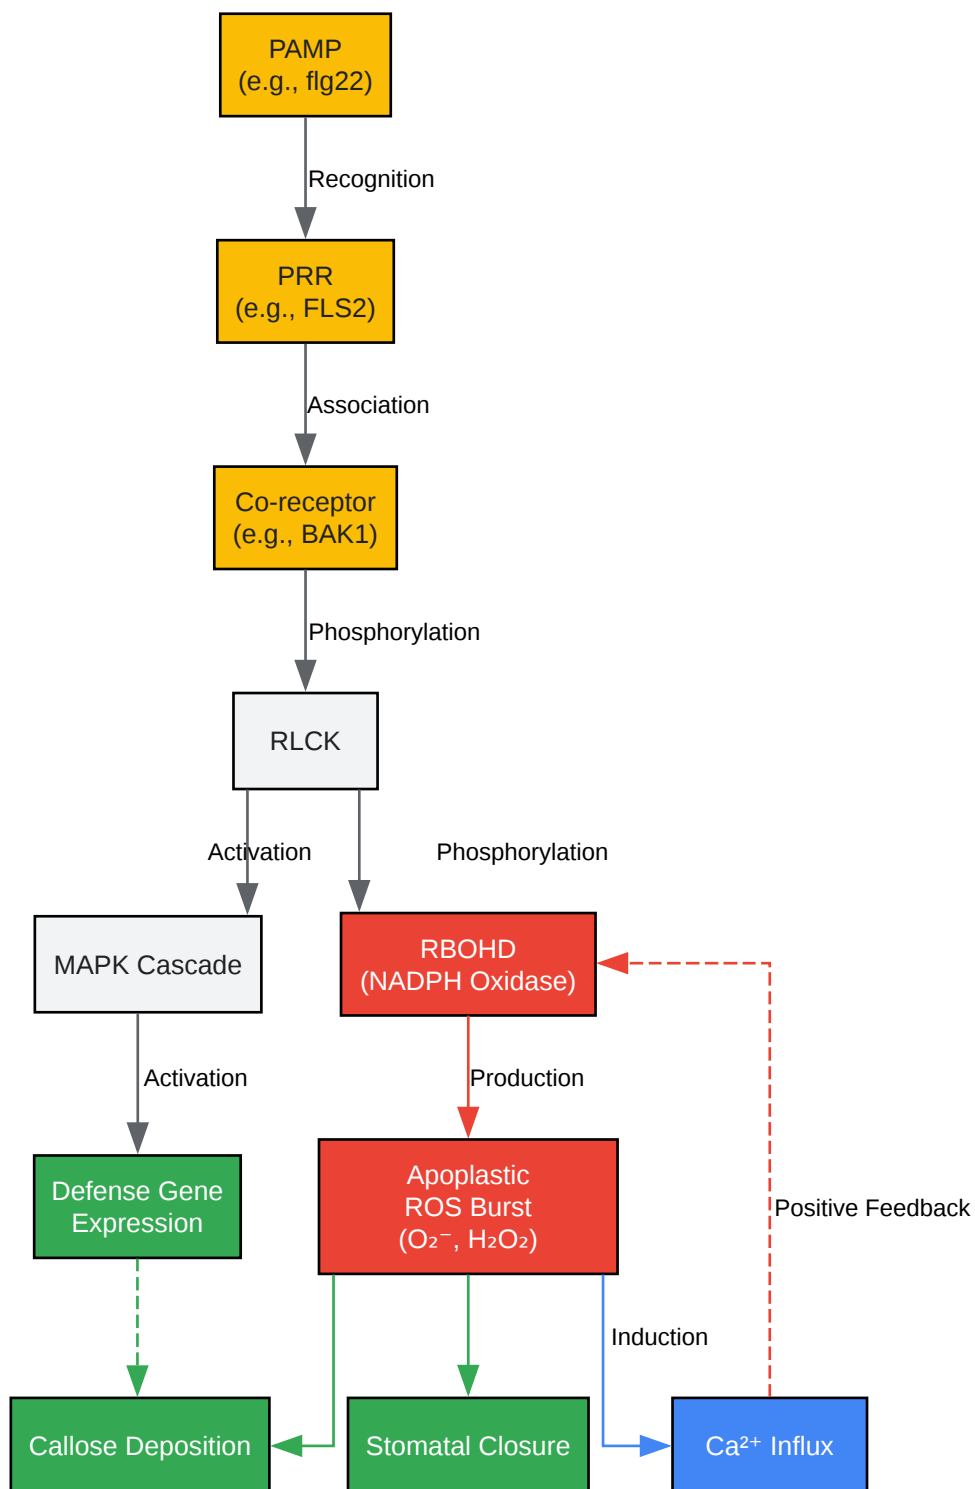 PAMP
(e.g., flg22)
Recognition
PRR
(e.g., FLS2)
Association
Co-receptor
(e.g., BAK1)
Phosphorylation
RLCK
Activation
Phosphorylation
MAPK Cascade
RBOHD
(NADPH Oxidase)
Activation
Production
Defense Gene
Expression
Apoplastic
ROS Burst
(O₂⁻, H₂O₂)
Positive Feedback
Induction
Callose Deposition
Stomatal Closure
Ca²⁺ Influx